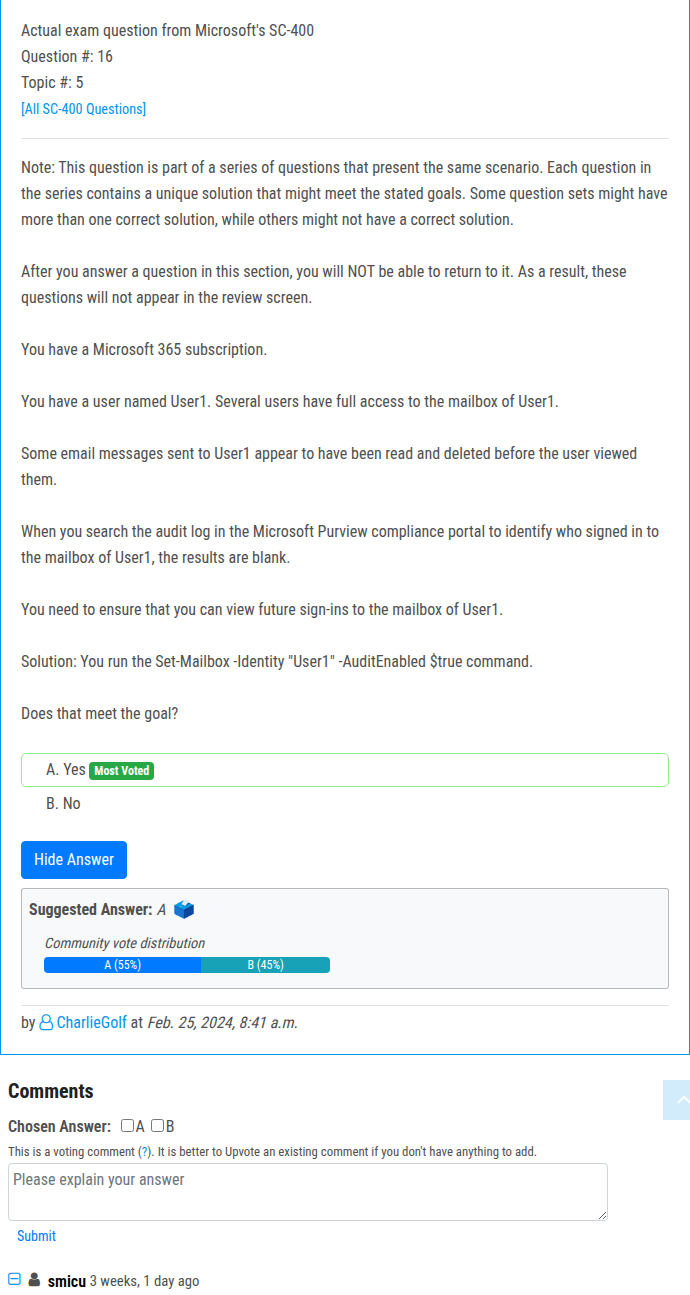 Actual exam question from Microsoft's SC-400
Question #: 16
Topic #: 5
[All SC-400 Questions]
Note: This question is part of a series of questions that present the same scenario. Each question in
the series contains a unique solution that might meet the stated goals. Some question sets might have
more than one correct solution, while others might not have a correct solution.
After you answer a question in this section, you will NOT be able to return to it. As a result, these
questions will not appear in the review screen.
You have a Microsoft 365 subscription.
You have a user named User1. Several users have full access to the mailbox of User1.
Some email messages sent to User1 appear to have been read and deleted before the user viewed
them.
When you search the audit log in the Microsoft Purview compliance portal to identify who signed in to
the mailbox of User1, the results are blank.
You need to ensure that you can view future sign-ins to the mailbox of User1.
Solution: You run the Set-Mailbox -Identity "User1" -AuditEnabled $true command.
Does that meet the goal?
A. Yes Most Voted
B. No
Hide Answer
Suggested Answer: A
Community vote distribution
A (55%) B (45%)
by CharlieGolf at Feb. 25, 2024, 8:41 a.m.
Comments
Chosen Answer: A B
This is a voting comment (?). It is better to Upvote an existing comment if you don't have anything to add.
Please explain your answer
Submit
smicu 3 weeks, 1 day ago